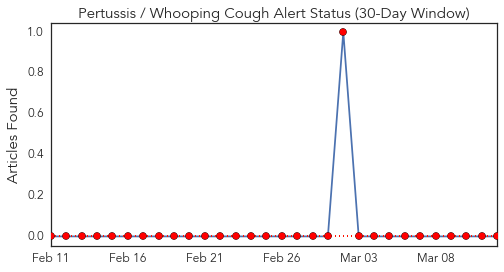 Pertussis / Whooping Cough Alert Status (30-Day Window)
Articles Found
1.0
0.8
0.6
0.4
0.2
0.0
Feb 11 Feb 16 Feb 21 Feb 26 Mar 03 Mar 08